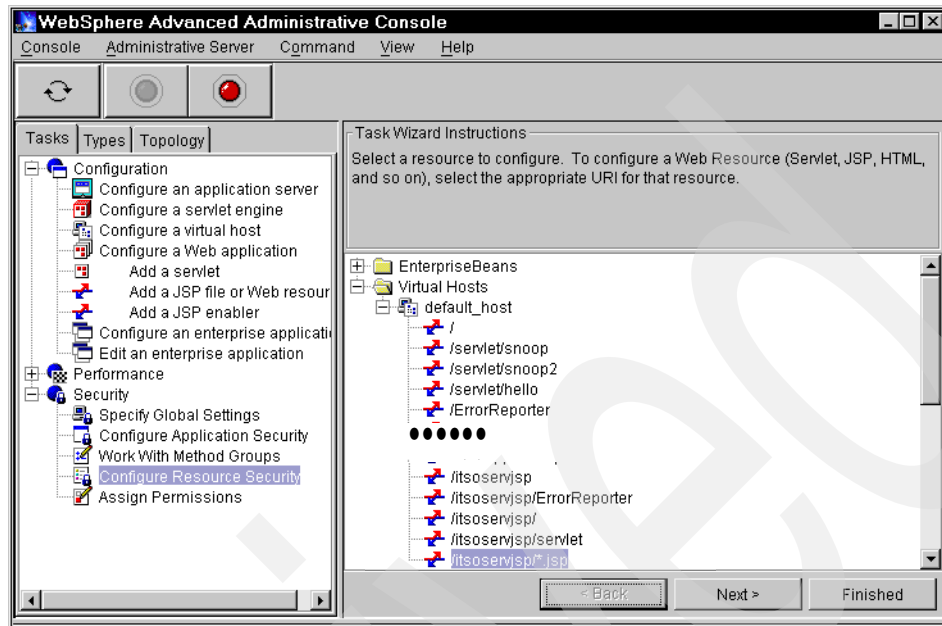 WebSphere Advanced Administrative Console
Console Administrative Server Command View Help
Tasks Types Topology
Configuration
Configure an application server
Configure a servlet engine
Configure a virtual host
Configure a Web application
Add a servlet
Add a JSP file or Web resour
Add a JSP enabler
Configure an enterprise applicati
Edit an enterprise application
Performance
Security
Specify Global Settings
Configure Application Security
Work With Method Groups
Configure Resource Security
Assign Permissions
Task Wizard Instructions
Select a resource to configure. To configure a Web Resource (Servlet, JSP, HTML,
and so on), select the appropriate URI for that resource.
EnterpriseBeans
Virtual Hosts
default_host
/
/servlet/snoop
/servlet/snoop2
/servlet/hello
/ErrorReporter
/itsoservjsp
/itsoservjsp/ErrorReporter
/itsoservjsp/
/itsoservjsp/servlet
/itsoservjsp/*.jsp
< Back Next > Finished